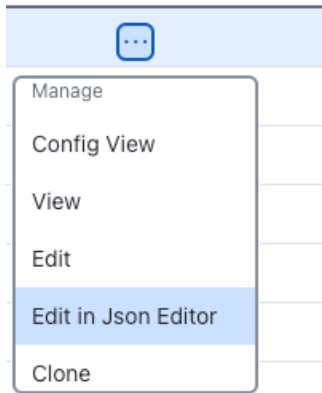 Manage
Config View
View
Edit
Edit in Json Editor
Clone